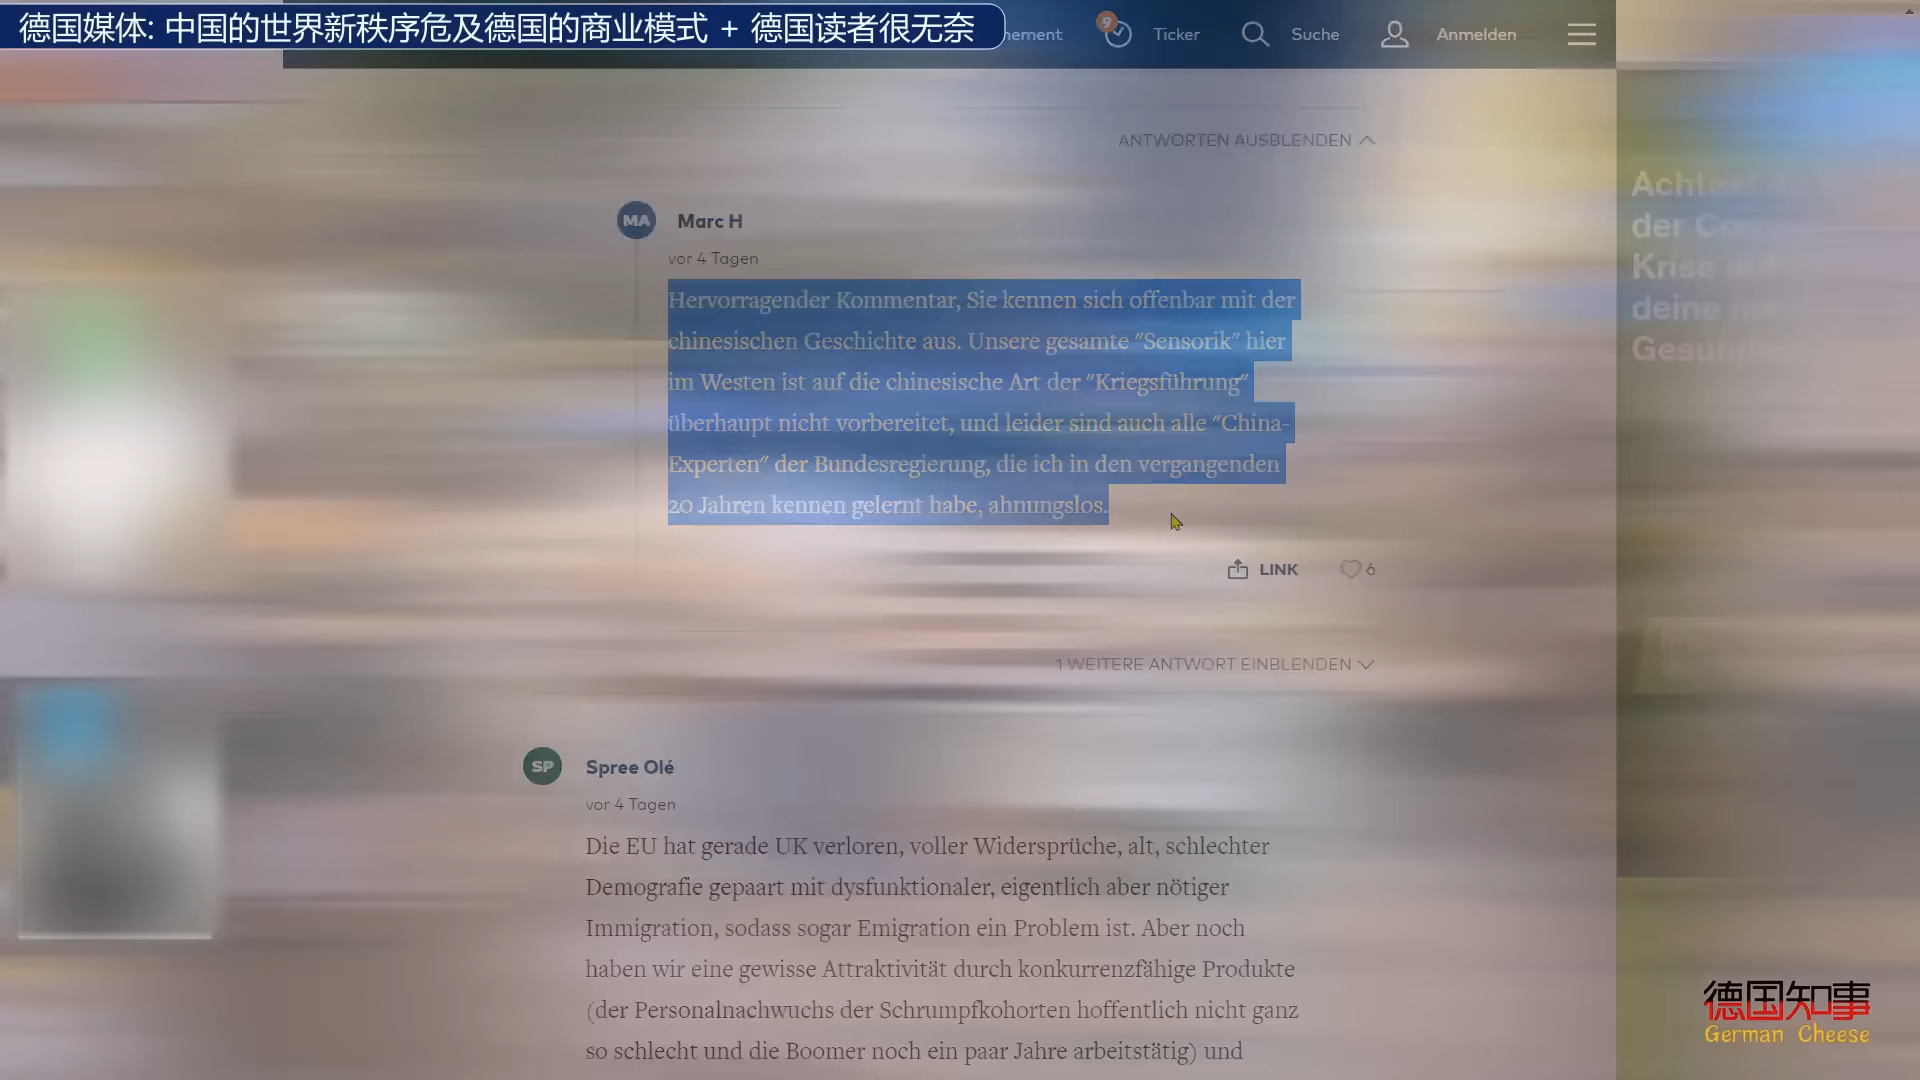 德国媒体: 中国的世界新秩序危及德国的商业模式 + 德国读者很无奈
nement
9
Ticker
Suche
Anmelden
ANTWORTEN AUSBLENDEN
MA
Marc H
vor 4 Tagen
Hervorragender Kommentar, Sie kennen sich offenbar mit der
chinesischen Geschichte aus. Unsere gesamte "Sensorik" hier
im Westen ist auf die chinesische Art der "Kriegsführung"
überhaupt nicht vorbereitet, und leider sind auch alle "China-
Experten" der Bundesregierung, die ich in den vergangenden
20 Jahren kennen gelernt habe, ahnungslos.
LINK
6
1 WEITERE ANTWORT EINBLENDEN
SP
Spree Olé
vor 4 Tagen
Die EU hat gerade UK verloren, voller Widersprüche, alt, schlechter
Demografie gepaart mit dysfunktionaler, eigentlich aber nötiger
Immigration, sodass sogar Emigration ein Problem ist. Aber noch
haben wir eine gewisse Attraktivität durch konkurrenzfähige Produkte
(der Personalnachwuchs der Schrumpfkohorten hoffentlich nicht ganz
so schlecht und die Boomer noch ein paar Jahre arbeitstätig) und
der
Krise
deine
德国知事
German Cheese